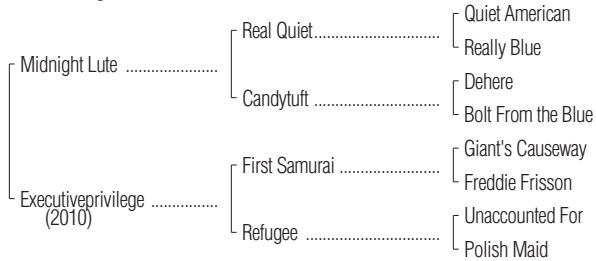 Quiet American
Real Quiet
Really Blue
Midnight Lute
Dehere
Candytuft
Bolt From the Blue
Giant's Causeway
First Samurai
Freddie Frisson
Executiveprivilege
(2010)
Unaccounted For
Refugee
Polish Maid